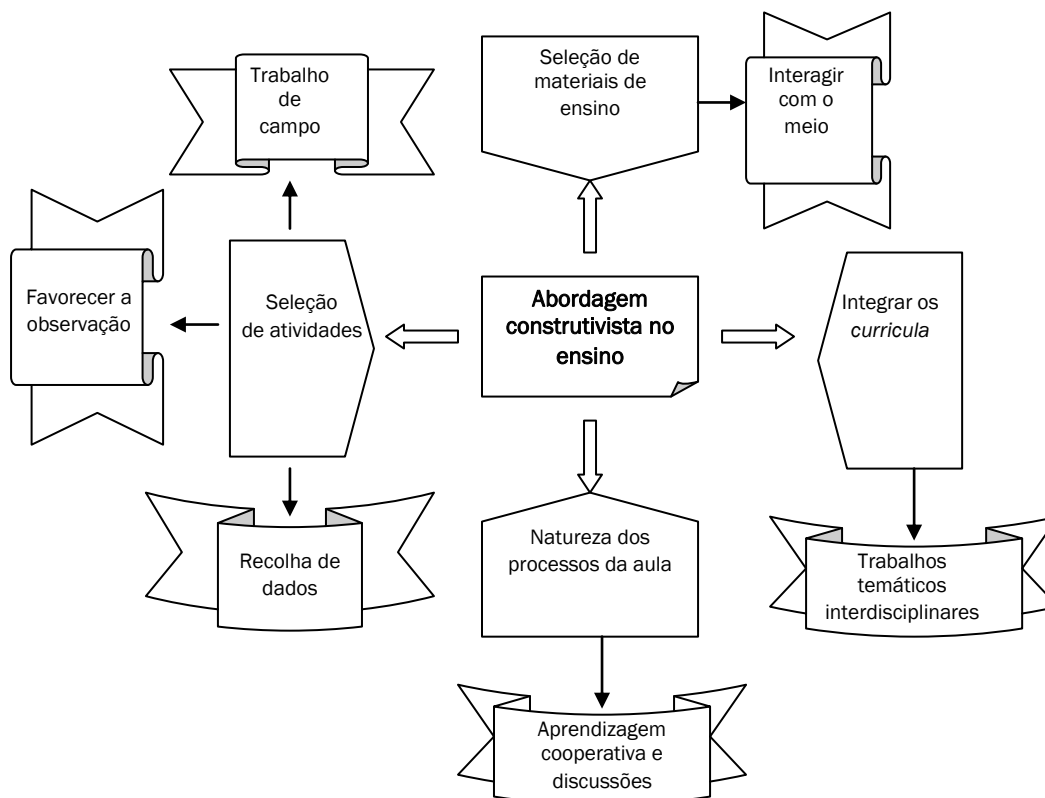 Trabalho
de
campo
Seleção de
materiais de
ensino
Interagir
com o
meio
Favorecer a
observação
Seleção
de atividades
Abordagem
construtivista no
ensino
Integrar os
curricula
Recolha de
dados
Natureza dos
processos da aula
Trabalhos
temáticos
interdisciplinares
Aprendizagem
cooperativa e
discussões